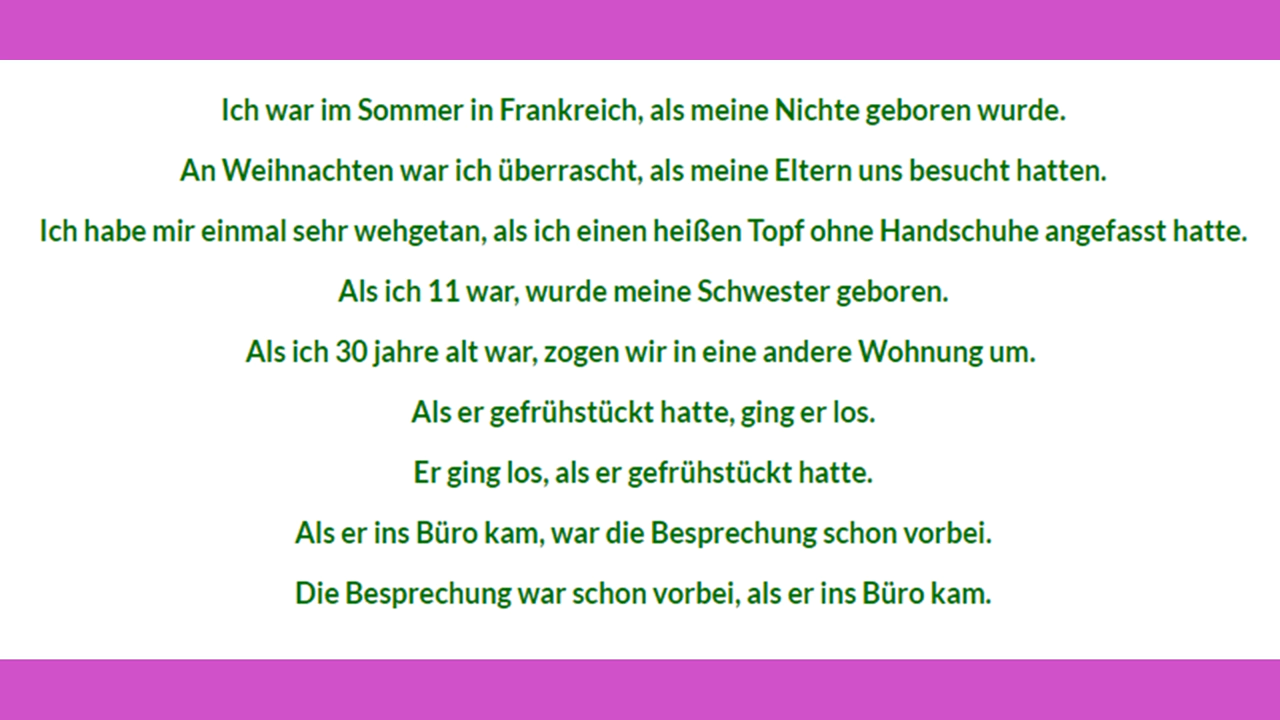 Ich war im Sommer in Frankreich, als meine Nichte geboren wurde.
An Weihnachten war ich überrascht, als meine Eltern uns besucht hatten.
Ich habe mir einmal sehr wehgetan, als ich einen heißen Topf ohne Handschuhe angefasst hatte.
Als ich 11 war, wurde meine Schwester geboren.
Als ich 30 jahre alt war, zogen wir in eine andere Wohnung um.
Als er gefrühstückt hatte, ging er los.
Er ging los, als er gefrühstückt hatte.
Als er ins Büro kam, war die Besprechung schon vorbei.
Die Besprechung war schon vorbei, als er ins Büro kam.